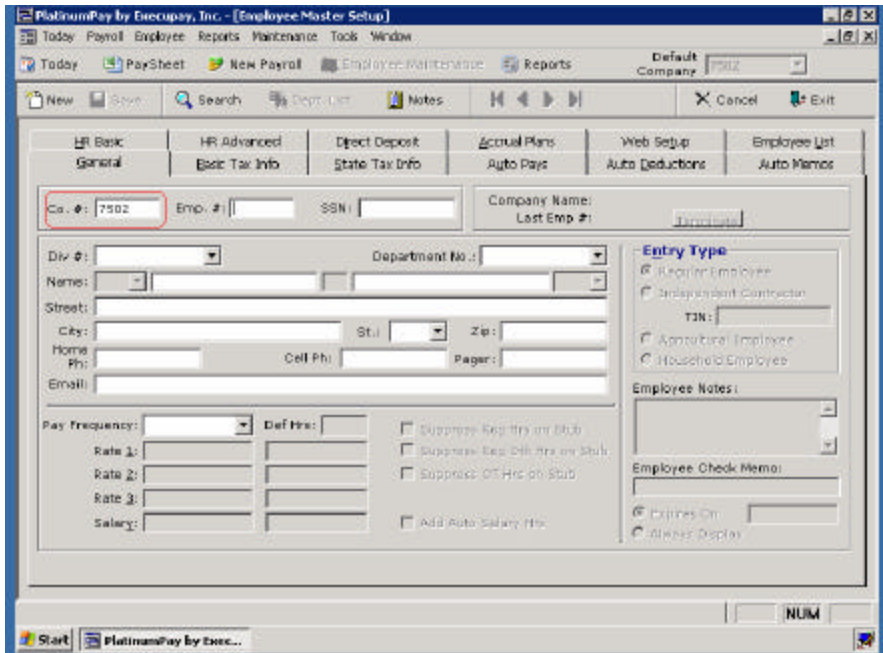 PlatinumPay by Execupay, Inc. - [Employee Master Setup]
Today Payroll Employee Reports Maintenance Tools Window
Today PaySheet New Payroll Employee Maintenance Reports Default Company 7502
New Save Search Dept. List Notes Cancel Exit
HR Basic HR Advanced Direct Deposit Accrual Plans Web Setup Employee List
General Basic Tax Info State Tax Info Auto Pays Auto Deductions Auto Memos
Co. #: 7502 Emp. #: SSN: Company Name:
Last Emp #: Terminate
Div #: Department No.: Entry Type
Name: Regular Employee
Street: Independent Contractor
City: St.: Zip: TIN:
Home Ph: Cell Ph: Pager: Agricultural Employee
Household Employee
Email: Employee Notes:
Pay Frequency: Def Hrs: Suppress Reg Hrs on Stub
Rate 1: Suppress Reg Oth Hrs on Stub
Rate 2: Suppress OT Hrs on Stub Employee Check Memo:
Rate 3:
Salary: Add Auto Salary Hrs Expires On
Always Display
NUM
Start PlatinumPay by Exec...